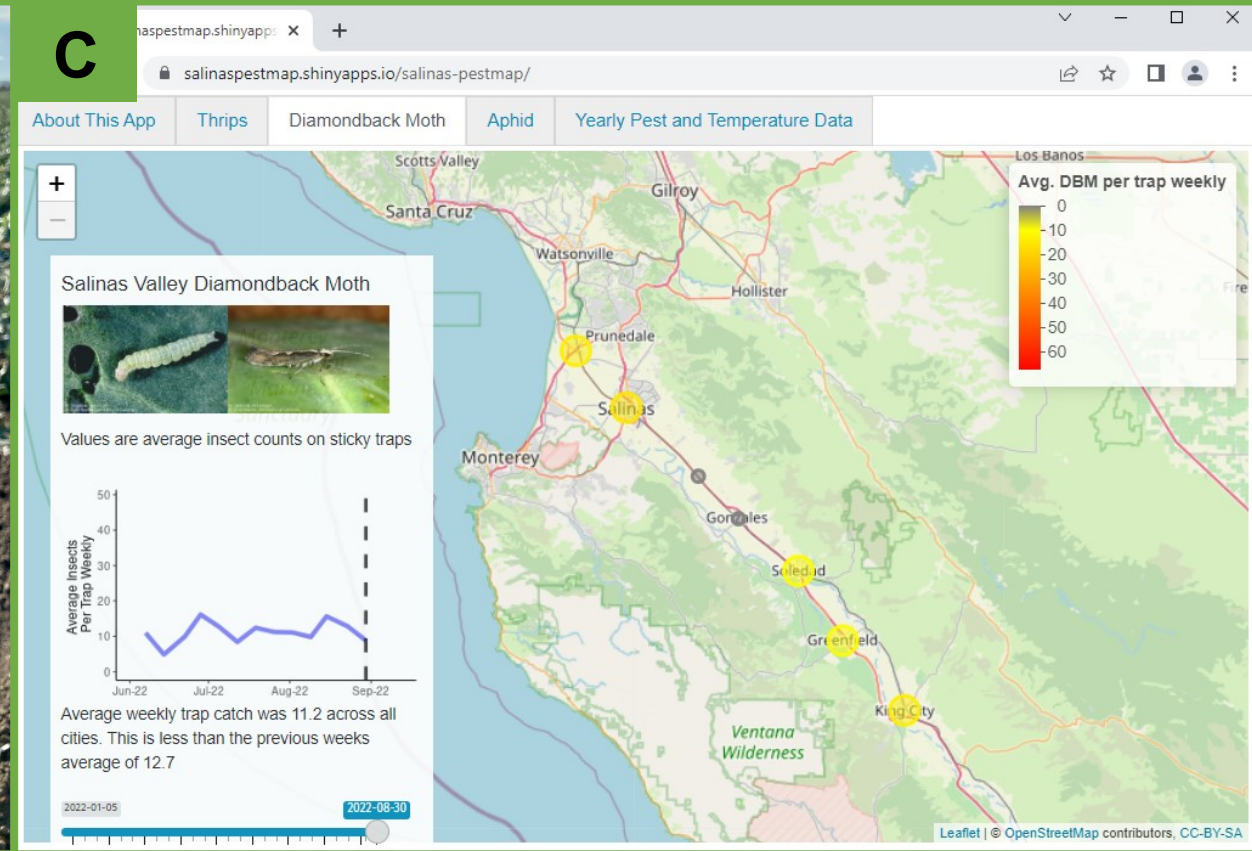 C
naspestmap.shinyapps
salinaspestmap.shinyapps.io/salinas-pestmap/
About This App
Thrips
Diamondback Moth
Aphid
Yearly Pest and Temperature Data
+
−
Scotts Valley
Los Banos
Gilroy
Santa Cruz
Watsonville
Hollister
Prunedale
Salinas
Monterey
Gonzales
Soledad
Greenfield
King City
Ventana
Wilderness
Fire
Avg. DBM per trap weekly
0
10
20
30
40
50
60
Salinas Valley Diamondback Moth
Sanctuary
Values are average insect counts on sticky traps
Average Insects
Per Trap Weekly
50
40
30
20
10
0
Jun-22
Jul-22
Aug-22
Sep-22
Average weekly trap catch was 11.2 across all
cities. This is less than the previous weeks
average of 12.7
2022-01-05
2022-08-30
Leaflet | © OpenStreetMap contributors, CC-BY-SA